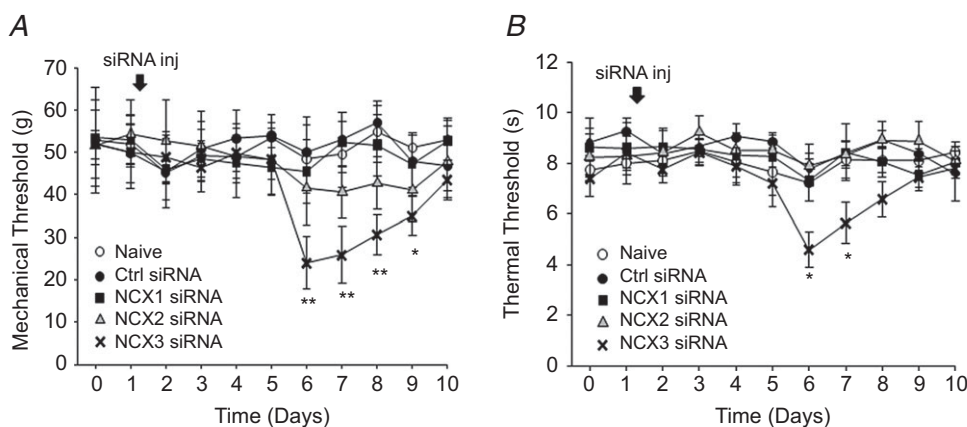 A
siRNA inj
Mechanical Threshold (g)
70
60
50
40
30
20
10
0
Naive
Ctrl siRNA
NCX1 siRNA
NCX2 siRNA
NCX3 siRNA
** ** ** *
0 1 2 3 4 5 6 7 8 9 10
Time (Days)
B
siRNA inj
Thermal Threshold (s)
12
10
8
6
4
2
0
Naive
Ctrl siRNA
NCX1 siRNA
NCX2 siRNA
NCX3 siRNA
* *
0 1 2 3 4 5 6 7 8 9 10
Time (Days)